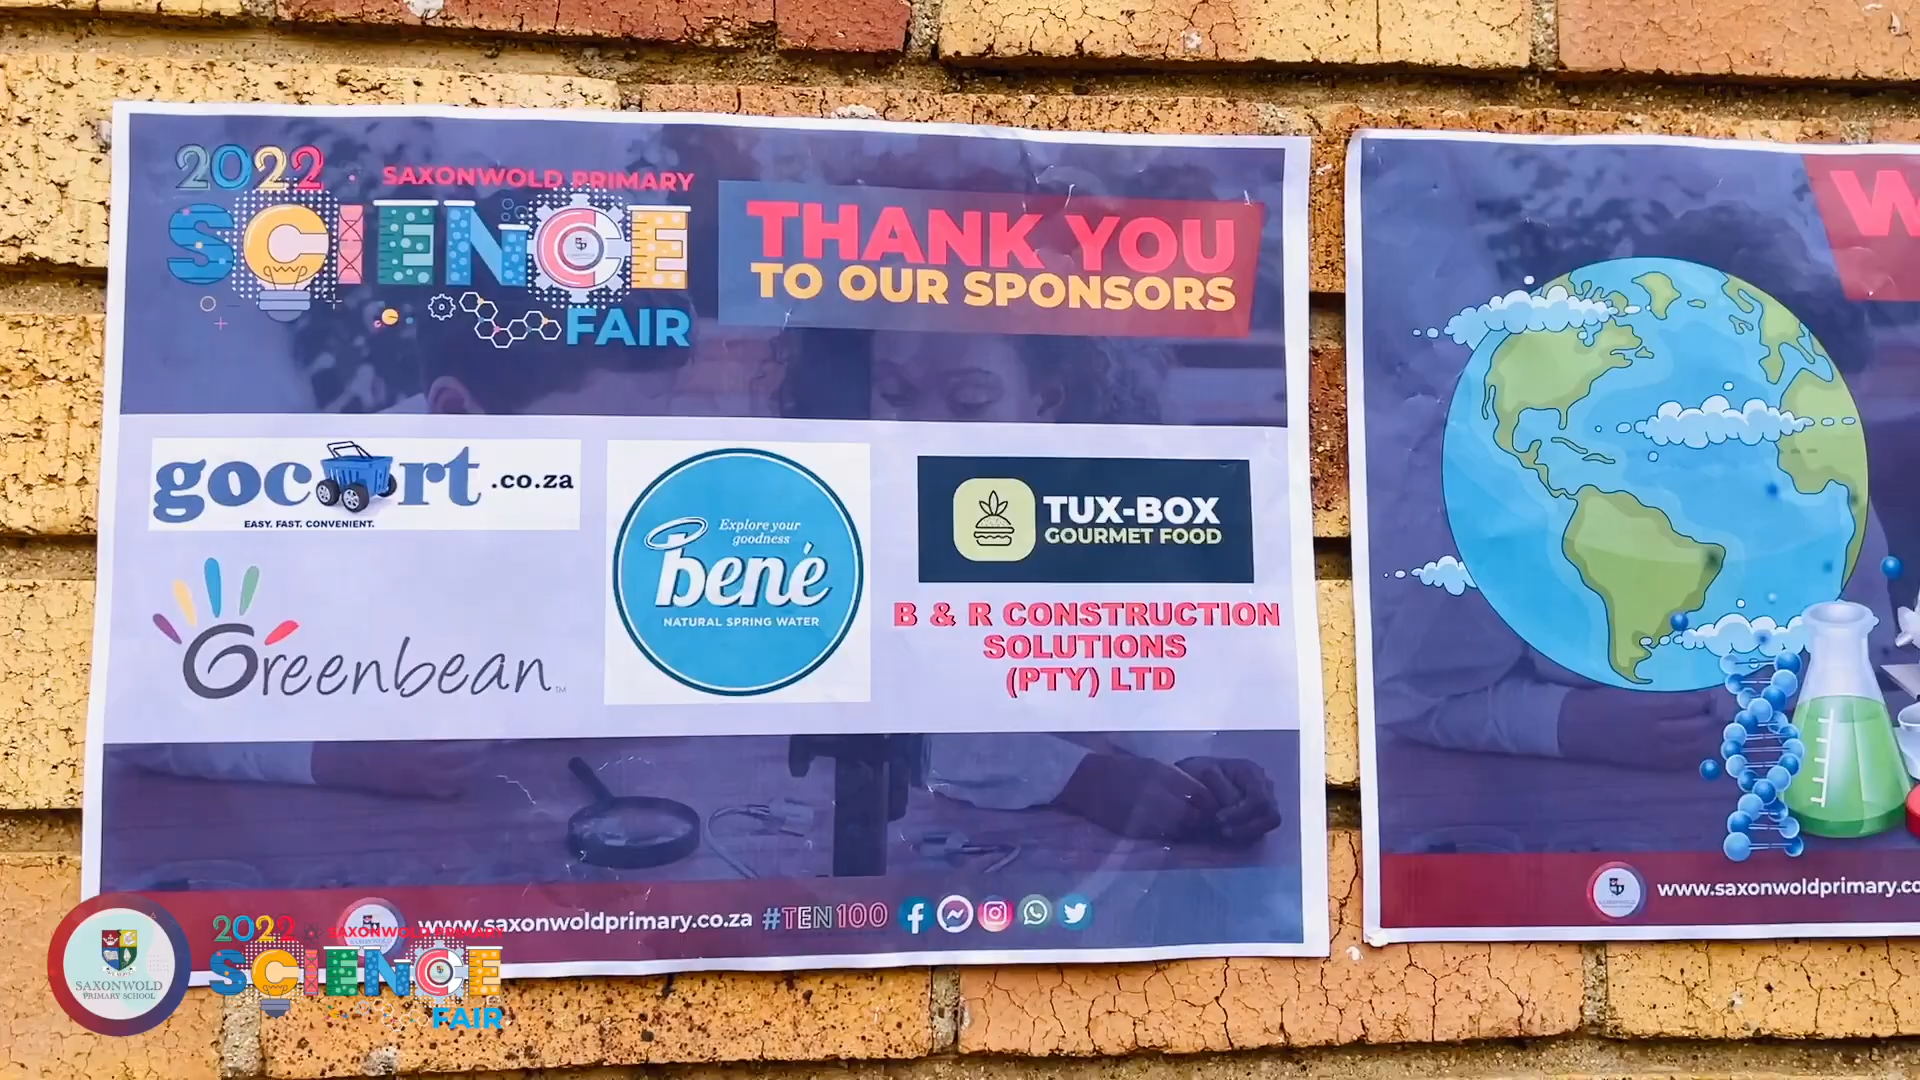 2022 SAXONWOLD PRIMARY
SCIENCE
FAIR
THANK YOU
TO OUR SPONSORS
gocart.co.za
EASY. FAST. CONVENIENT.
Greenbean TM
Explore your
goodness
bené
NATURAL SPRING WATER
TUX-BOX
GOURMET FOOD
B & R CONSTRUCTION
SOLUTIONS
(PTY) LTD
www.saxonwoldprimary.co.za #TEN100
W
www.saxonwoldprimary.co
SAXONWOLD
PRIMARY SCHOOL
2022 SAXONWOLD PRIMARY
SCIENCE
FAIR